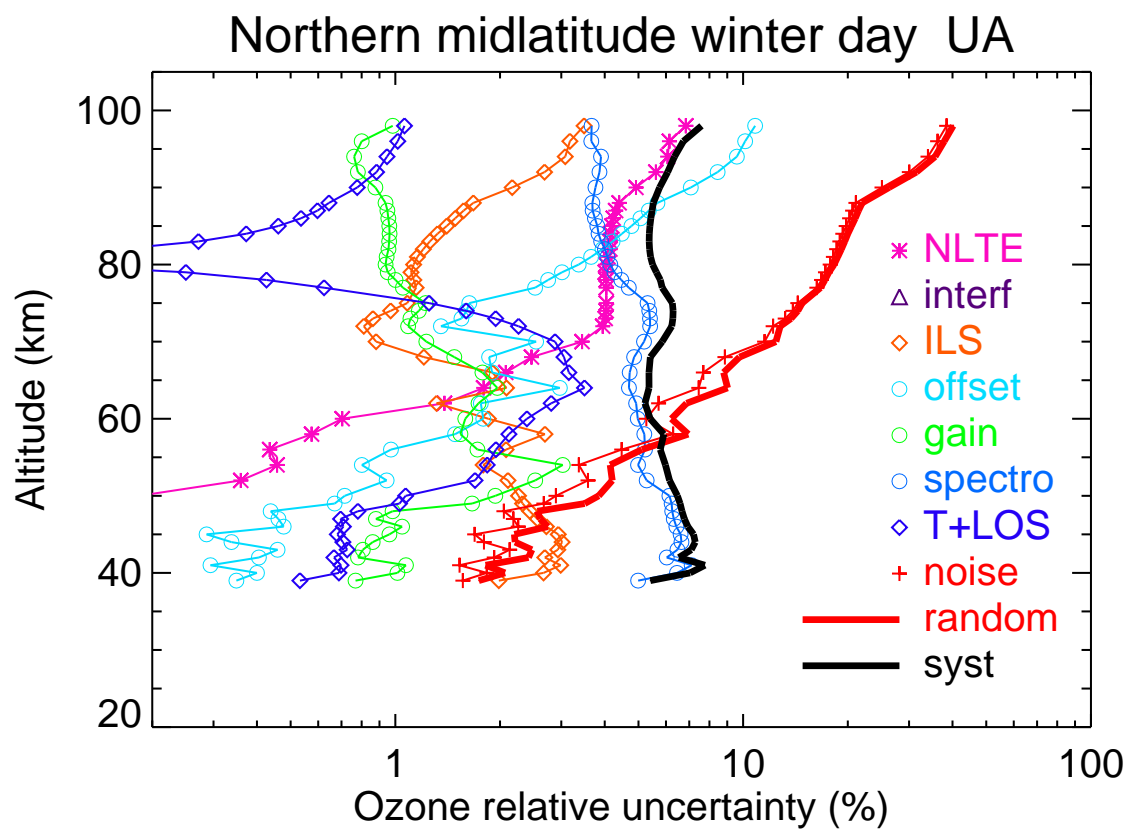 Northern midlatitude winter day UA
100
80
60
40
20
Altitude (km)
NLTE
interf
ILS
offset
gain
spectro
T+LOS
noise
random
syst
1
10
100
Ozone relative uncertainty (%)